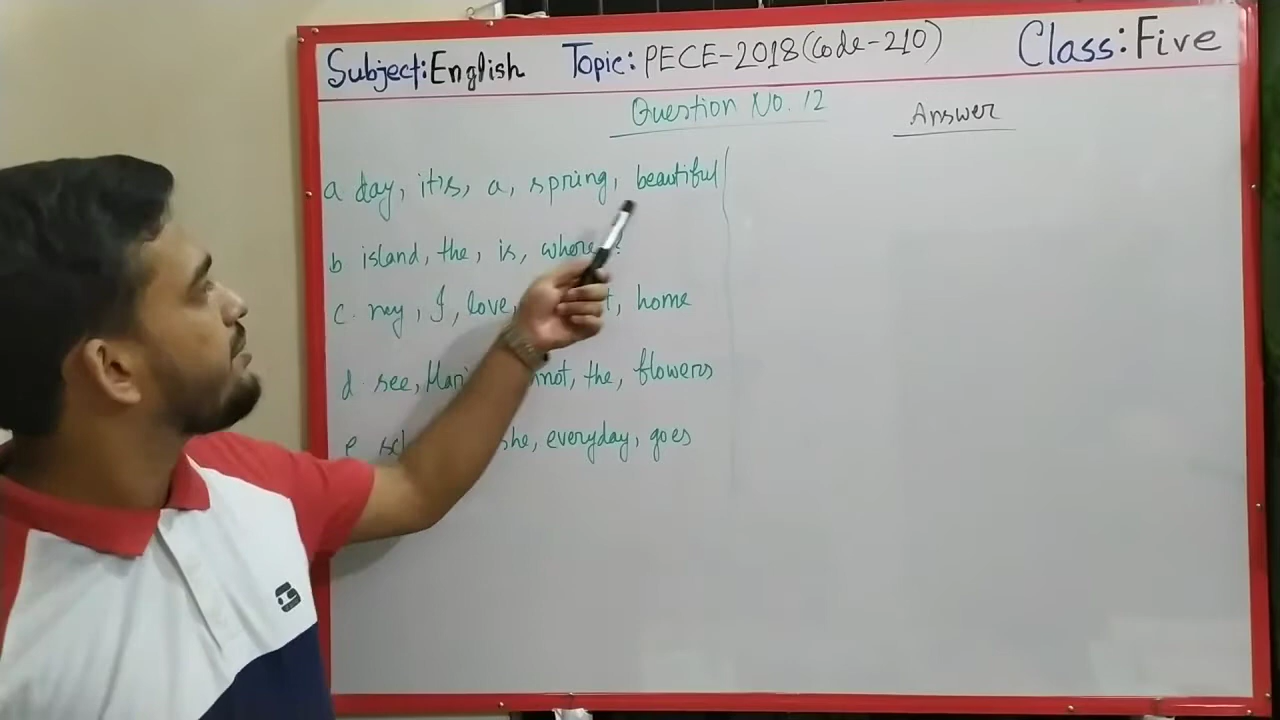 Subject: English Topic: PECE-2018 (Code-210) Class: Five
Question No. 12 Answer
a day, it's, a, spring, beautiful
b island, the, is, where ?
c. my, I, love, home
d see, the, flowers
e she, everyday, goes